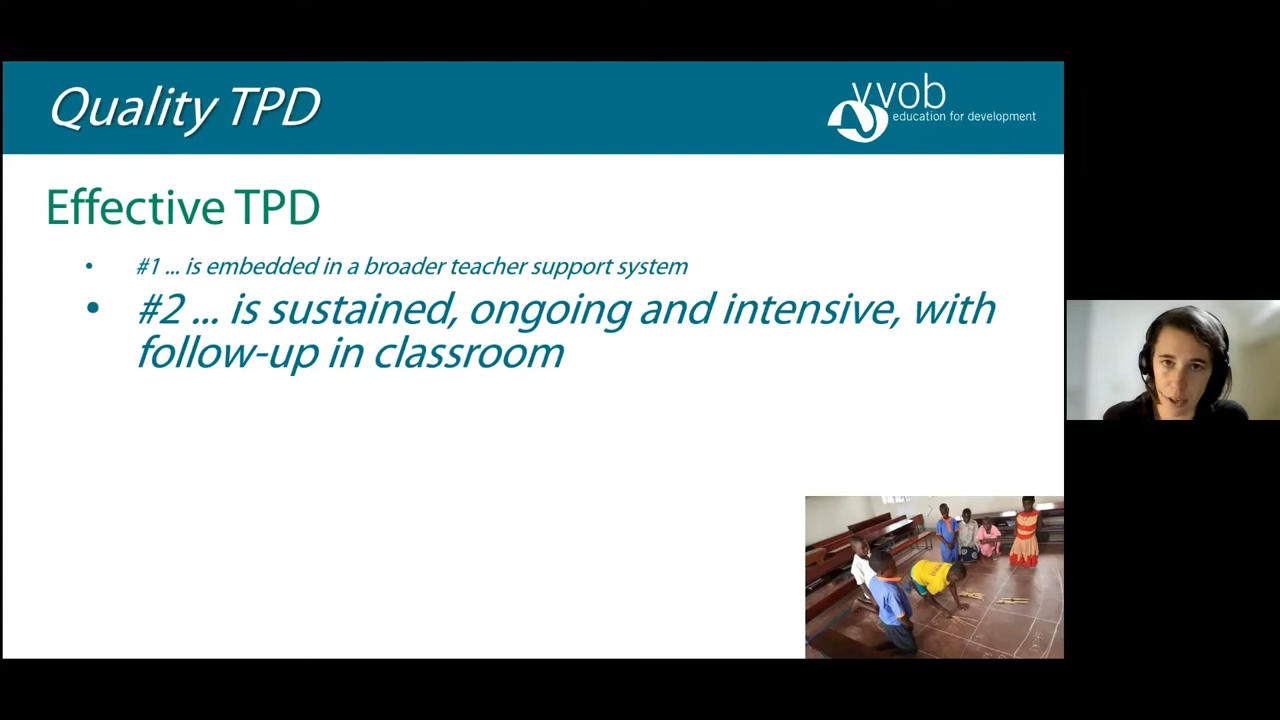 Quality TPD
vvob
education for development
Effective TPD
• #1 ... is embedded in a broader teacher support system
• #2 ... is sustained, ongoing and intensive, with
follow-up in classroom